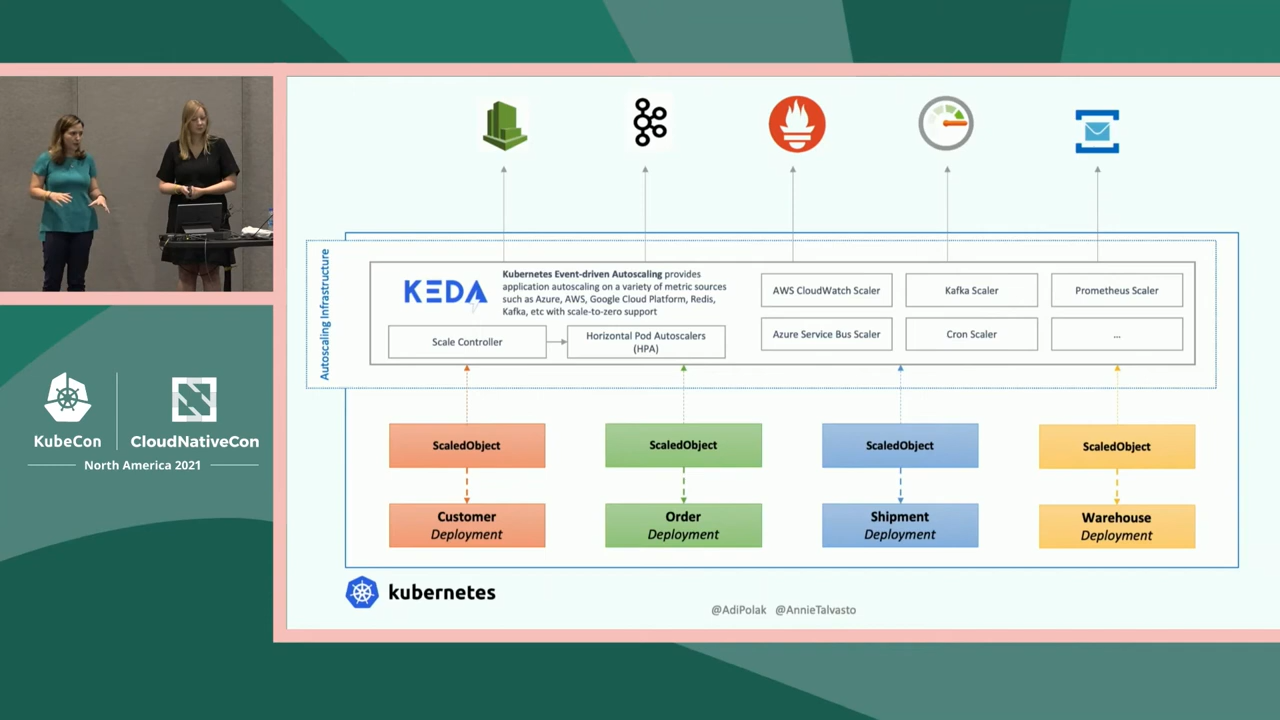 KubeCon
CloudNativeCon
North America 2021
Autoscaling Infrastructure
KEDA
Kubernetes Event-driven Autoscaling provides
application autoscaling on a variety of metric sources
such as Azure, AWS, Google Cloud Platform, Redis,
Kafka, etc with scale-to-zero support
Scale Controller
Horizontal Pod Autoscalers
(HPA)
AWS CloudWatch Scaler
Kafka Scaler
Prometheus Scaler
Azure Service Bus Scaler
Cron Scaler
...
ScaledObject
ScaledObject
ScaledObject
ScaledObject
Customer
Deployment
Order
Deployment
Shipment
Deployment
Warehouse
Deployment
kubernetes
@AdiPolak @AnnieTalvasto